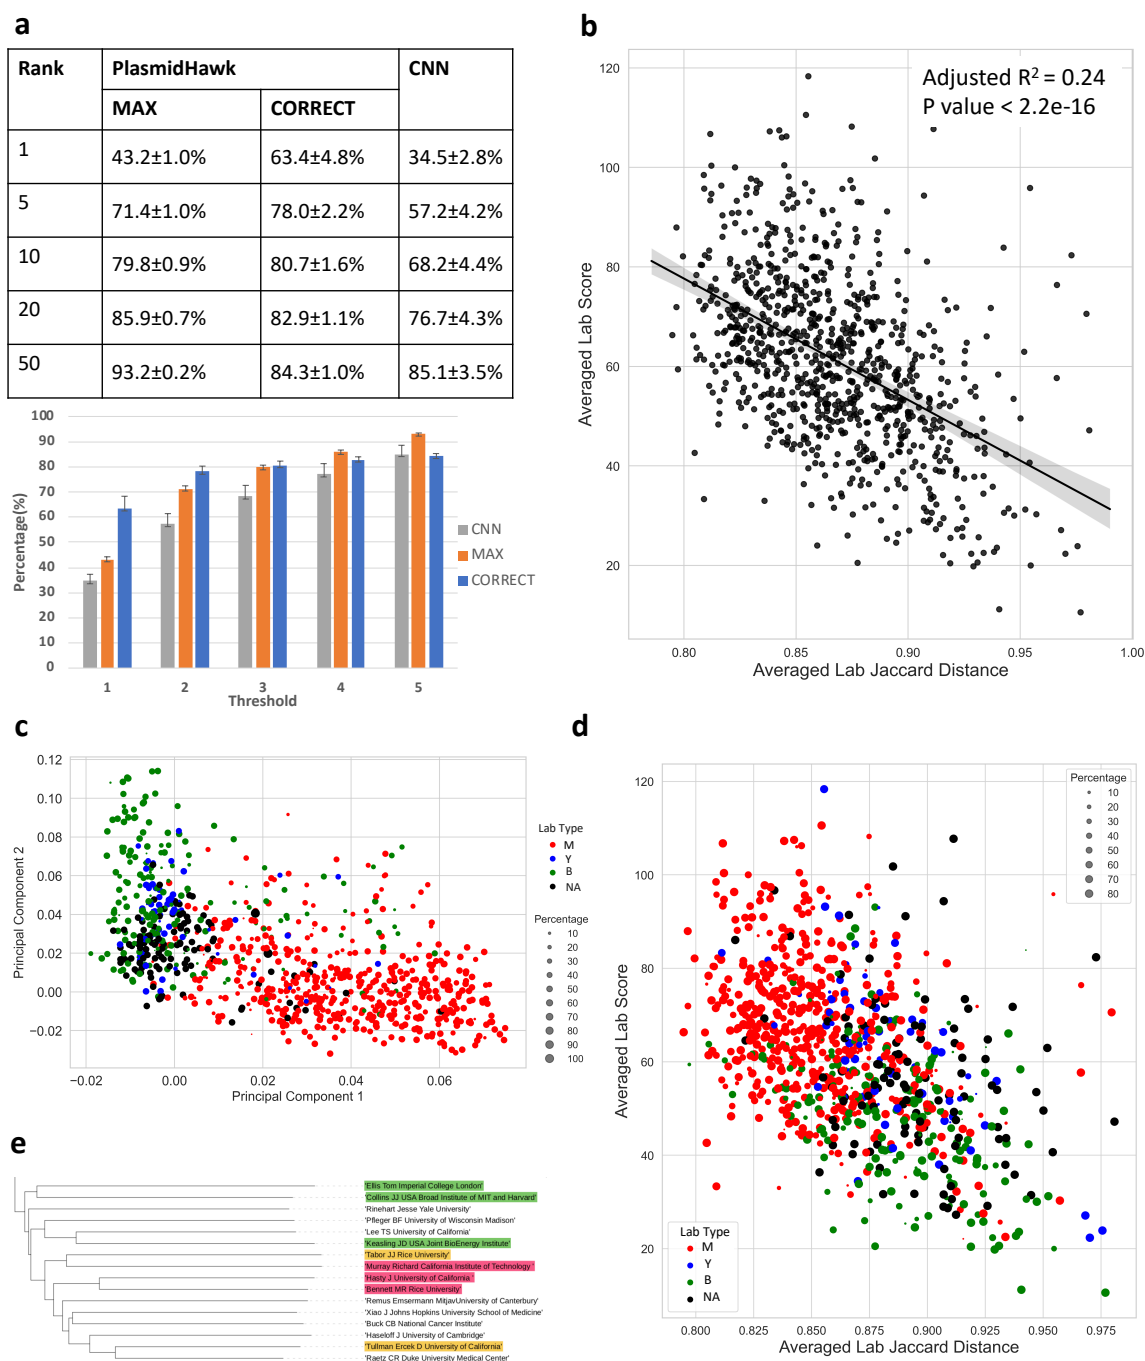 a
Rank PlasmidHawk CNN
MAX CORRECT
1 43.2±1.0% 63.4±4.8% 34.5±2.8%
5 71.4±1.0% 78.0±2.2% 57.2±4.2%
10 79.8±0.9% 80.7±1.6% 68.2±4.4%
20 85.9±0.7% 82.9±1.1% 76.7±4.3%
50 93.2±0.2% 84.3±1.0% 85.1±3.5%
100
90
80
70
60
50
40
30
20
10
0
Percentage(%)
1 2 3 4 5
Threshold
CNN
MAX
CORRECT
b
Adjusted R² = 0.24
P value < 2.2e-16
120
100
80
60
40
20
Averaged Lab Score
0.80 0.85 0.90 0.95 1.00
Averaged Lab Jaccard Distance
c
0.12
0.10
0.08
0.06
0.04
0.02
0.00
−0.02
Principal Component 2
−0.02 0.00 0.02 0.04 0.06
Principal Component 1
Lab Type
M
Y
B
NA
Percentage
10
20
30
40
50
60
70
80
90
100
d
Percentage
10
20
30
40
50
60
70
80
120
100
80
60
40
20
Averaged Lab Score
Lab Type
M
Y
B
NA
0.800 0.825 0.850 0.875 0.900 0.925 0.950 0.975
Averaged Lab Jaccard Distance
e
'Ellis Tom Imperial College London'
'Collins JJ USA Broad Institute of MIT and Harvard'
'Rinehart Jesse Yale University'
'Pfleger BF University of Wisconsin Madison'
'Lee TS University of California'
'Keasling JD USA Joint BioEnergy Institute'
'Tabor JJ Rice University'
'Murray Richard California Institute of Technology '
'Hasty J University of California '
'Bennett MR Rice University'
'Remus Emsermann MitjavUniversity of Canterbury'
'Xiao J Johns Hopkins University School of Medicine'
'Buck CB National Cancer Institute'
'Haseloff J University of Cambridge'
'Tullman Ercek D University of California'
'Raetz CR Duke University Medical Center'